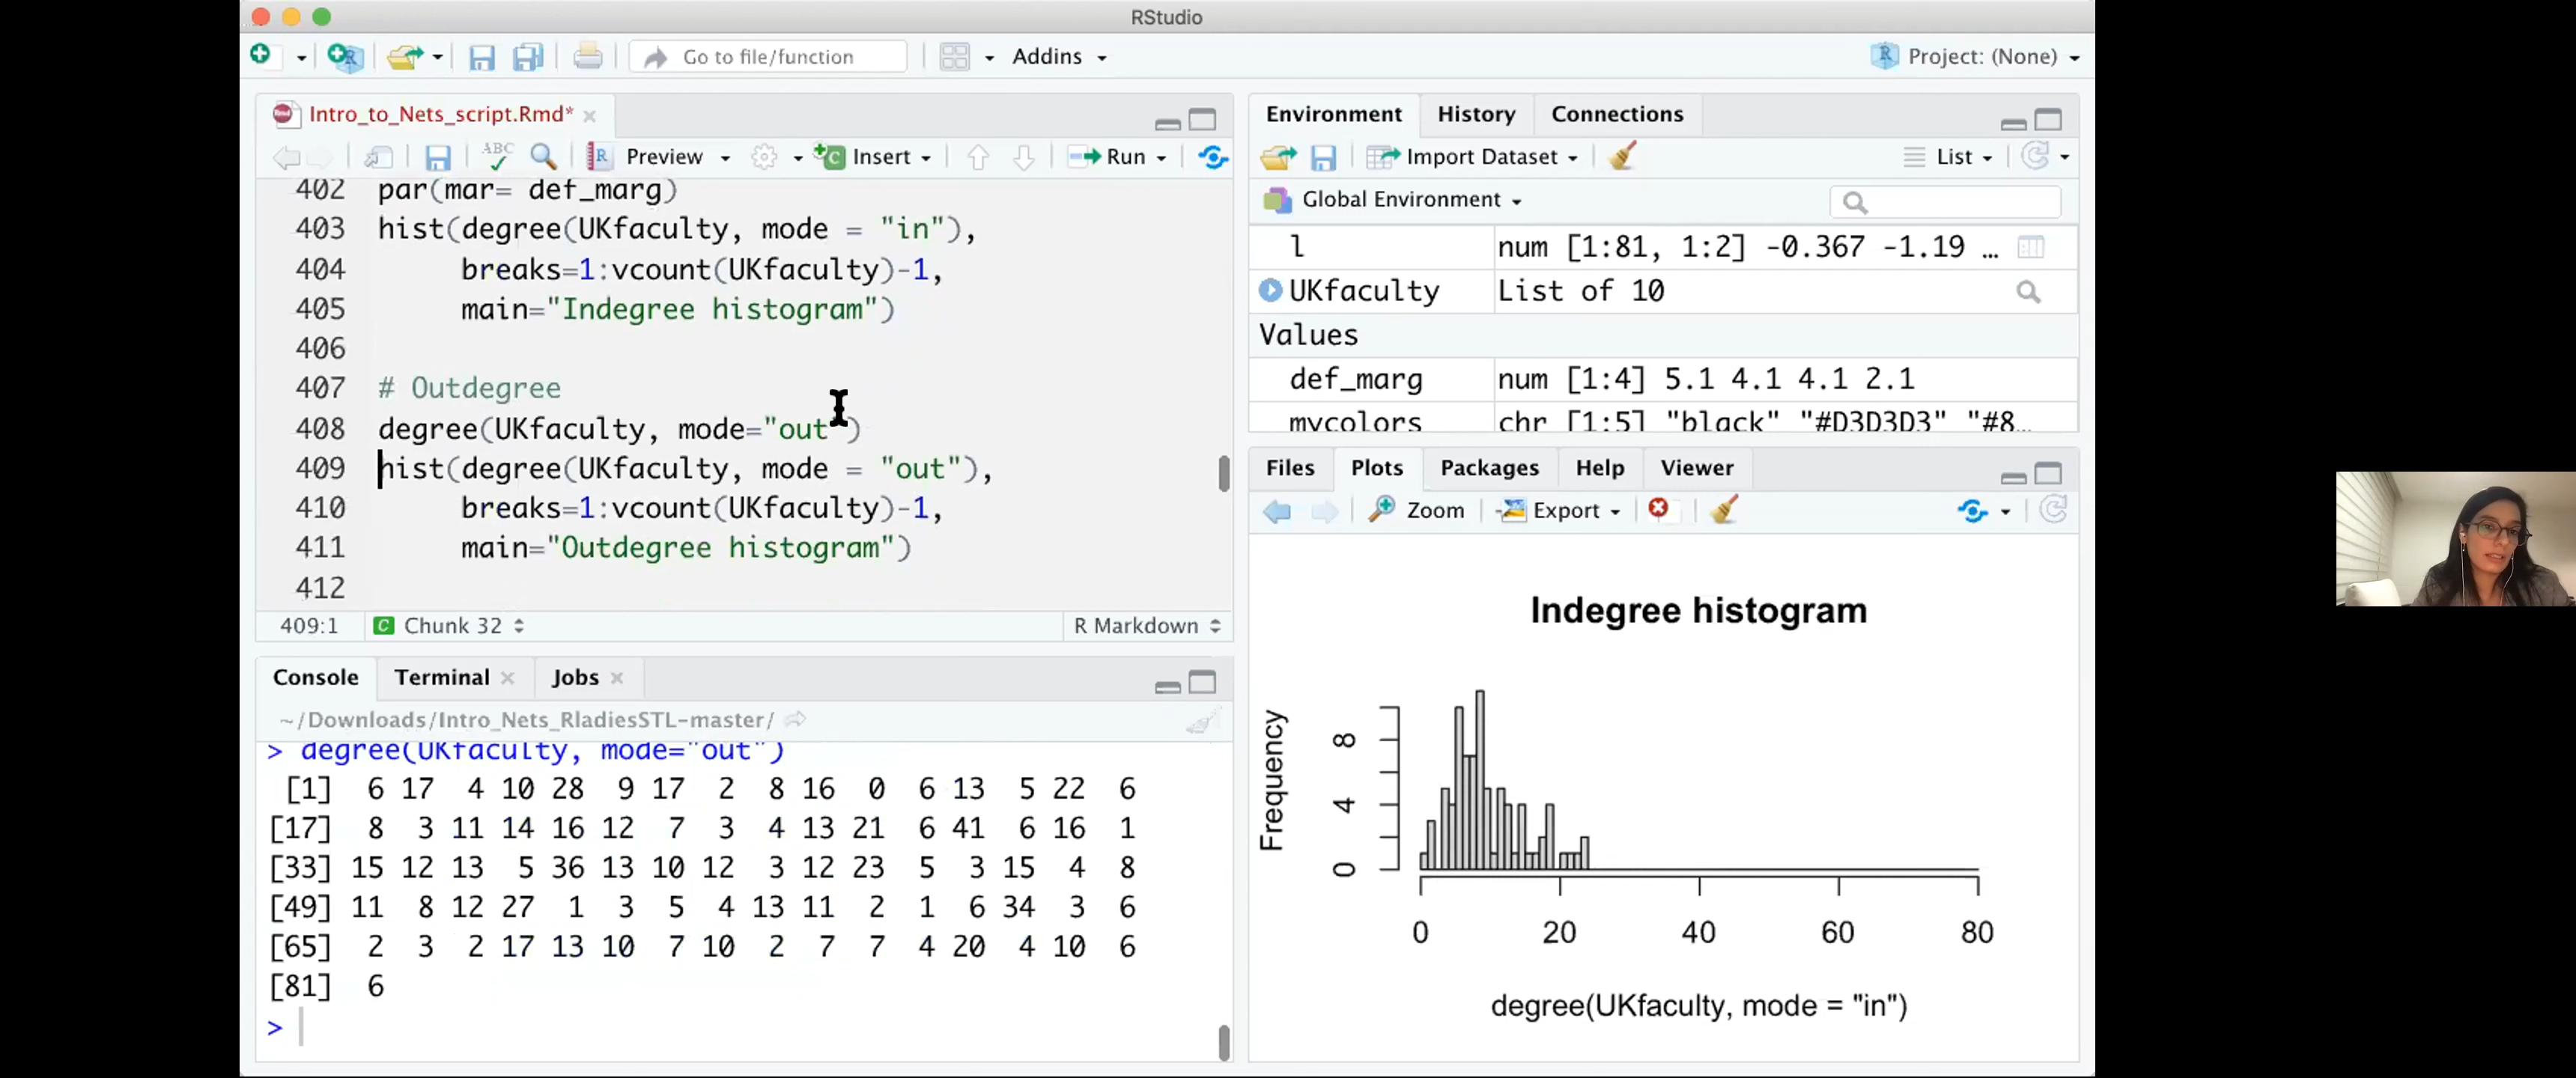 RStudio
Go to file/function
Addins
Project: (None)
Intro_to_Nets_script.Rmd*
ABC
Preview
Insert
Run
402 par(mar= def_marg)
403 hist(degree(UKfaculty, mode = "in"),
404 breaks=1:vcount(UKfaculty)-1,
405 main="Indegree histogram")
406
407 # Outdegree
408 degree(UKfaculty, mode="out")
409 hist(degree(UKfaculty, mode = "out"),
410 breaks=1:vcount(UKfaculty)-1,
411 main="Outdegree histogram")
412
409:1 Chunk 32 R Markdown
Console Terminal Jobs
~/Downloads/Intro_Nets_RladiesSTL-master/
> degree(UKfaculty, mode="out")
[1] 6 17 4 10 28 9 17 2 8 16 0 6 13 5 22 6
[17] 8 3 11 14 16 12 7 3 4 13 21 6 41 6 16 1
[33] 15 12 13 5 36 13 10 12 3 12 23 5 3 15 4 8
[49] 11 8 12 27 1 3 5 4 13 11 2 1 6 34 3 6
[65] 2 3 2 17 13 10 7 10 2 7 7 4 20 4 10 6
[81] 6
>
Environment History Connections
Import Dataset
List
Global Environment
l num [1:81, 1:2] -0.367 -1.19 …
UKfaculty List of 10
Values
def_marg num [1:4] 5.1 4.1 4.1 2.1
mycolors chr [1:5] "black" "#D3D3D3" "#8…
Files Plots Packages Help Viewer
Zoom Export
Indegree histogram
Frequency
8
4
0
0 20 40 60 80
degree(UKfaculty, mode = "in")